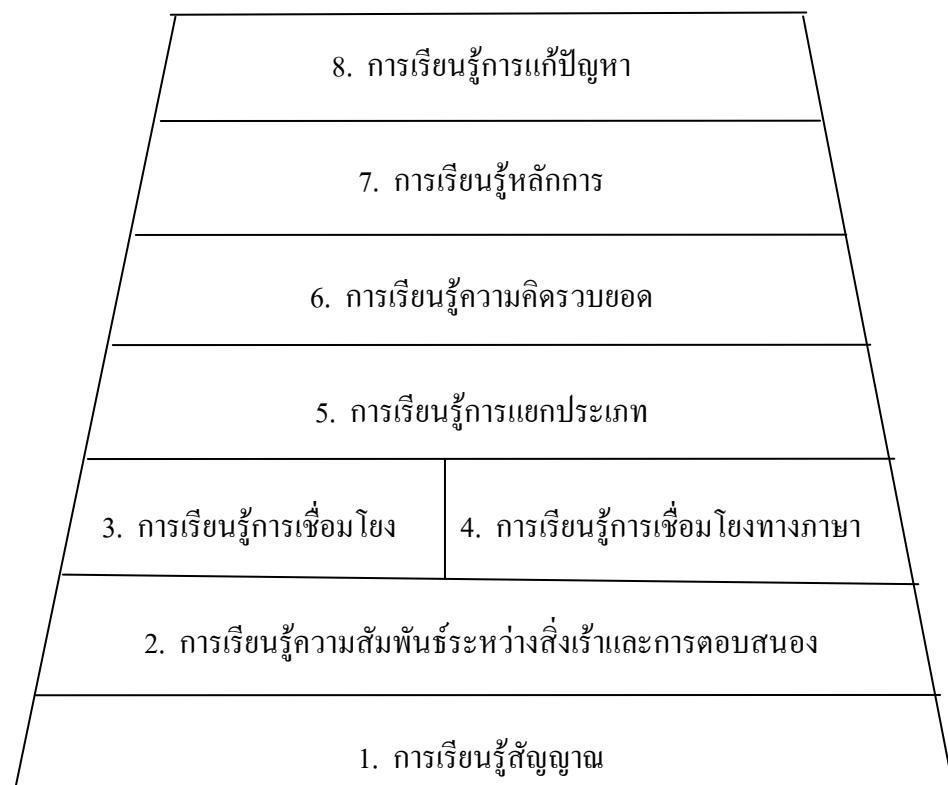 8. การเรียนรู้การแก้ปัญหา
7. การเรียนรู้หลักการ
6. การเรียนรู้ความคิดรวบยอด
5. การเรียนรู้การแยกประเภท
3. การเรียนรู้การเชื่อมโยง
4. การเรียนรู้การเชื่อมโยงทางภาษา
2. การเรียนรู้ความสัมพันธ์ระหว่างสิ่งเร้าและการตอบสนอง
1. การเรียนรู้สัญญาณ